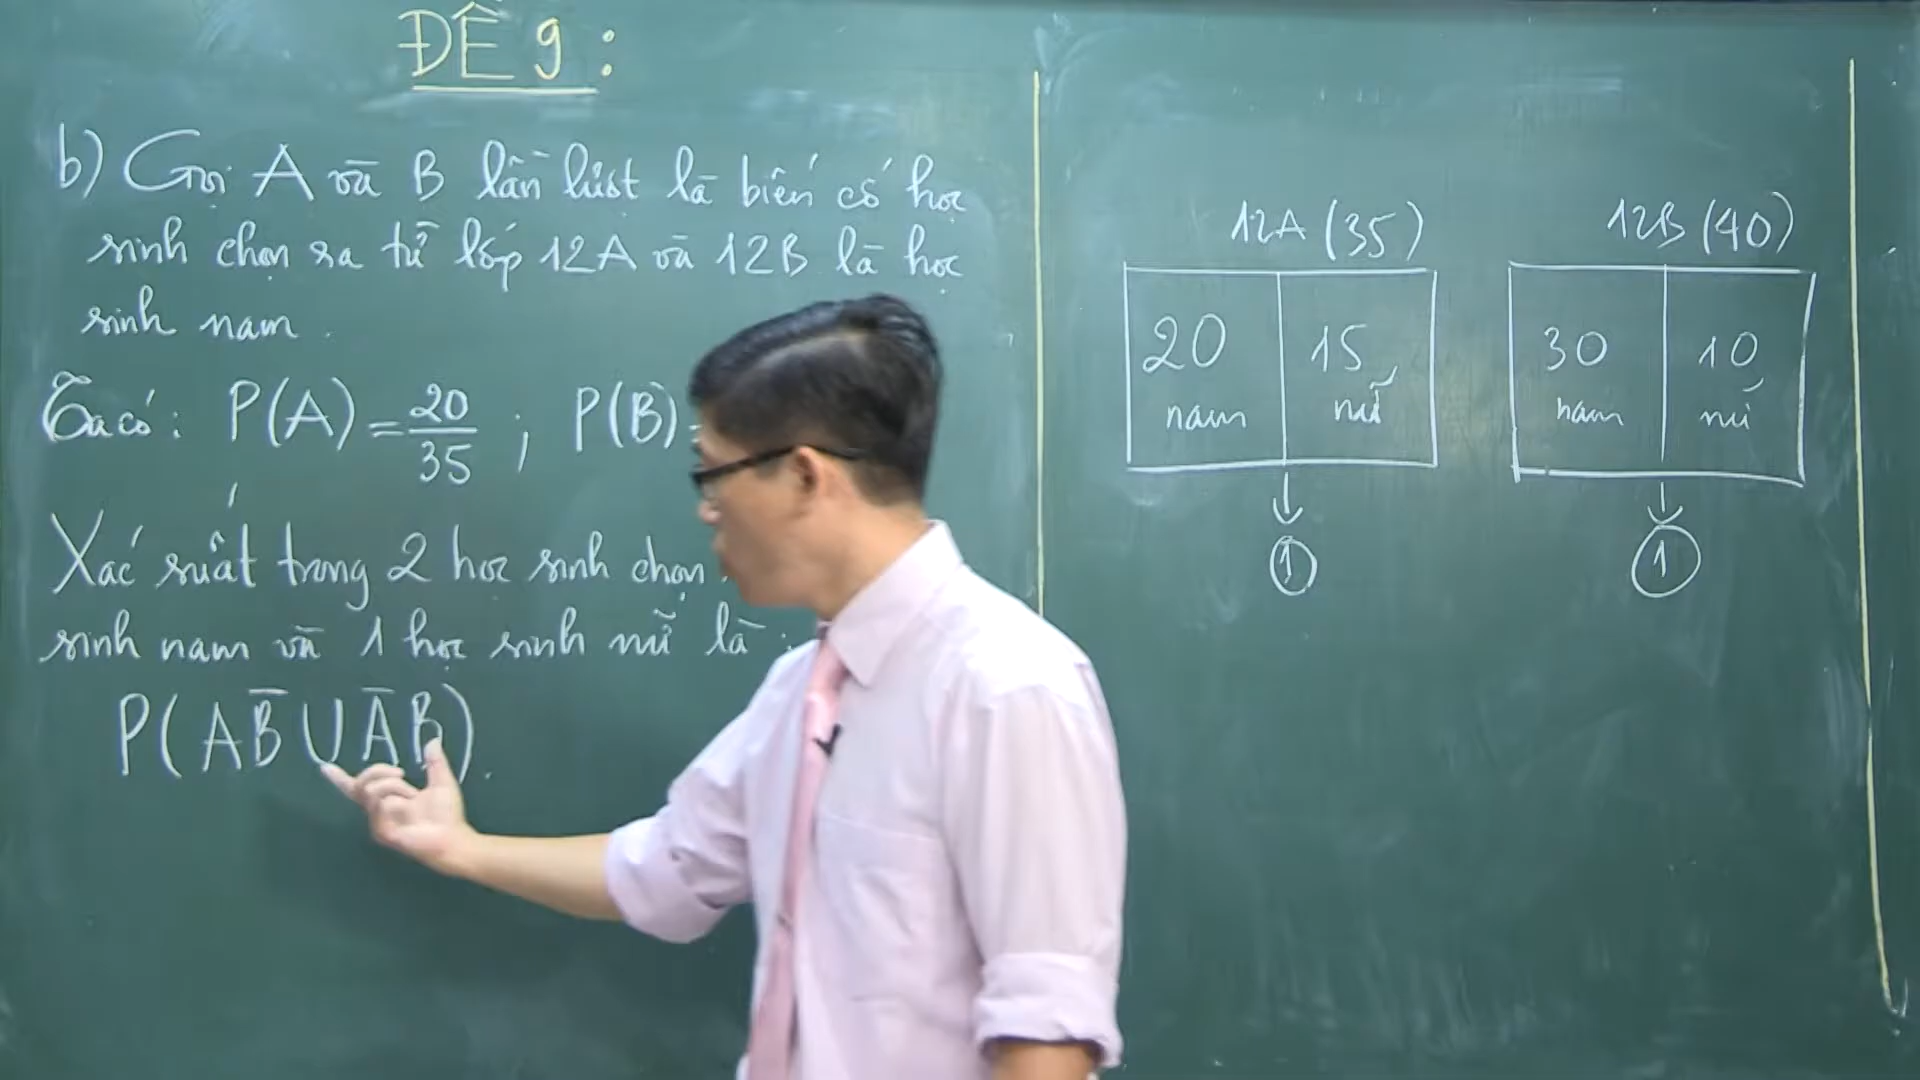 ĐỀ 9 :
b) Gọi A và B lần lượt là biến cố học
sinh chọn ra từ lớp 12A và 12B là học
sinh nam .
Ta có : P(A) = 20/35 ; P(B) =
Xác suất trong 2 học sinh chọn
sinh nam và 1 học sinh nữ là :
P(AB̅ ∪ A̅B) .
12A (35)
20 nam
15 nữ
1
12B (40)
30 nam
10 nữ
1